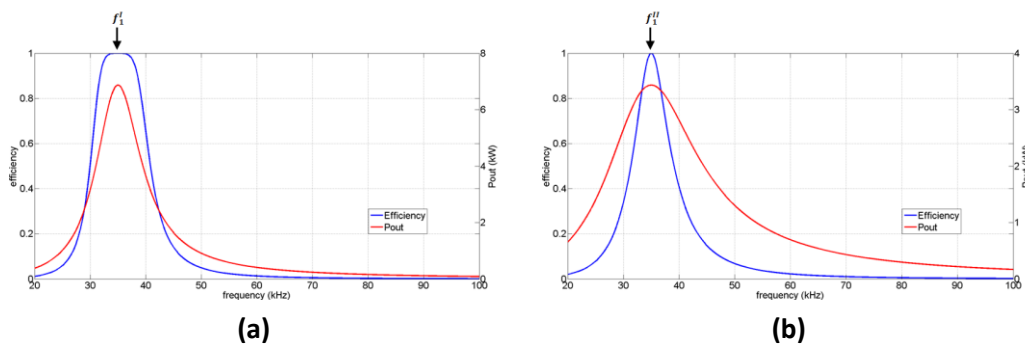 f₁ᴵ
1
0.8
0.6
0.4
0.2
0
efficiency
8
6
4
2
0
Pout (kW)
Efficiency
Pout
20 30 40 50 60 70 80 90 100
frequency (kHz)
(a)
f₁ᴵᴵ
1
0.8
0.6
0.4
0.2
0
efficiency
4
3
2
1
0
Pout (kW)
Efficiency
Pout
20 30 40 50 60 70 80 90 100
frequency (kHz)
(b)